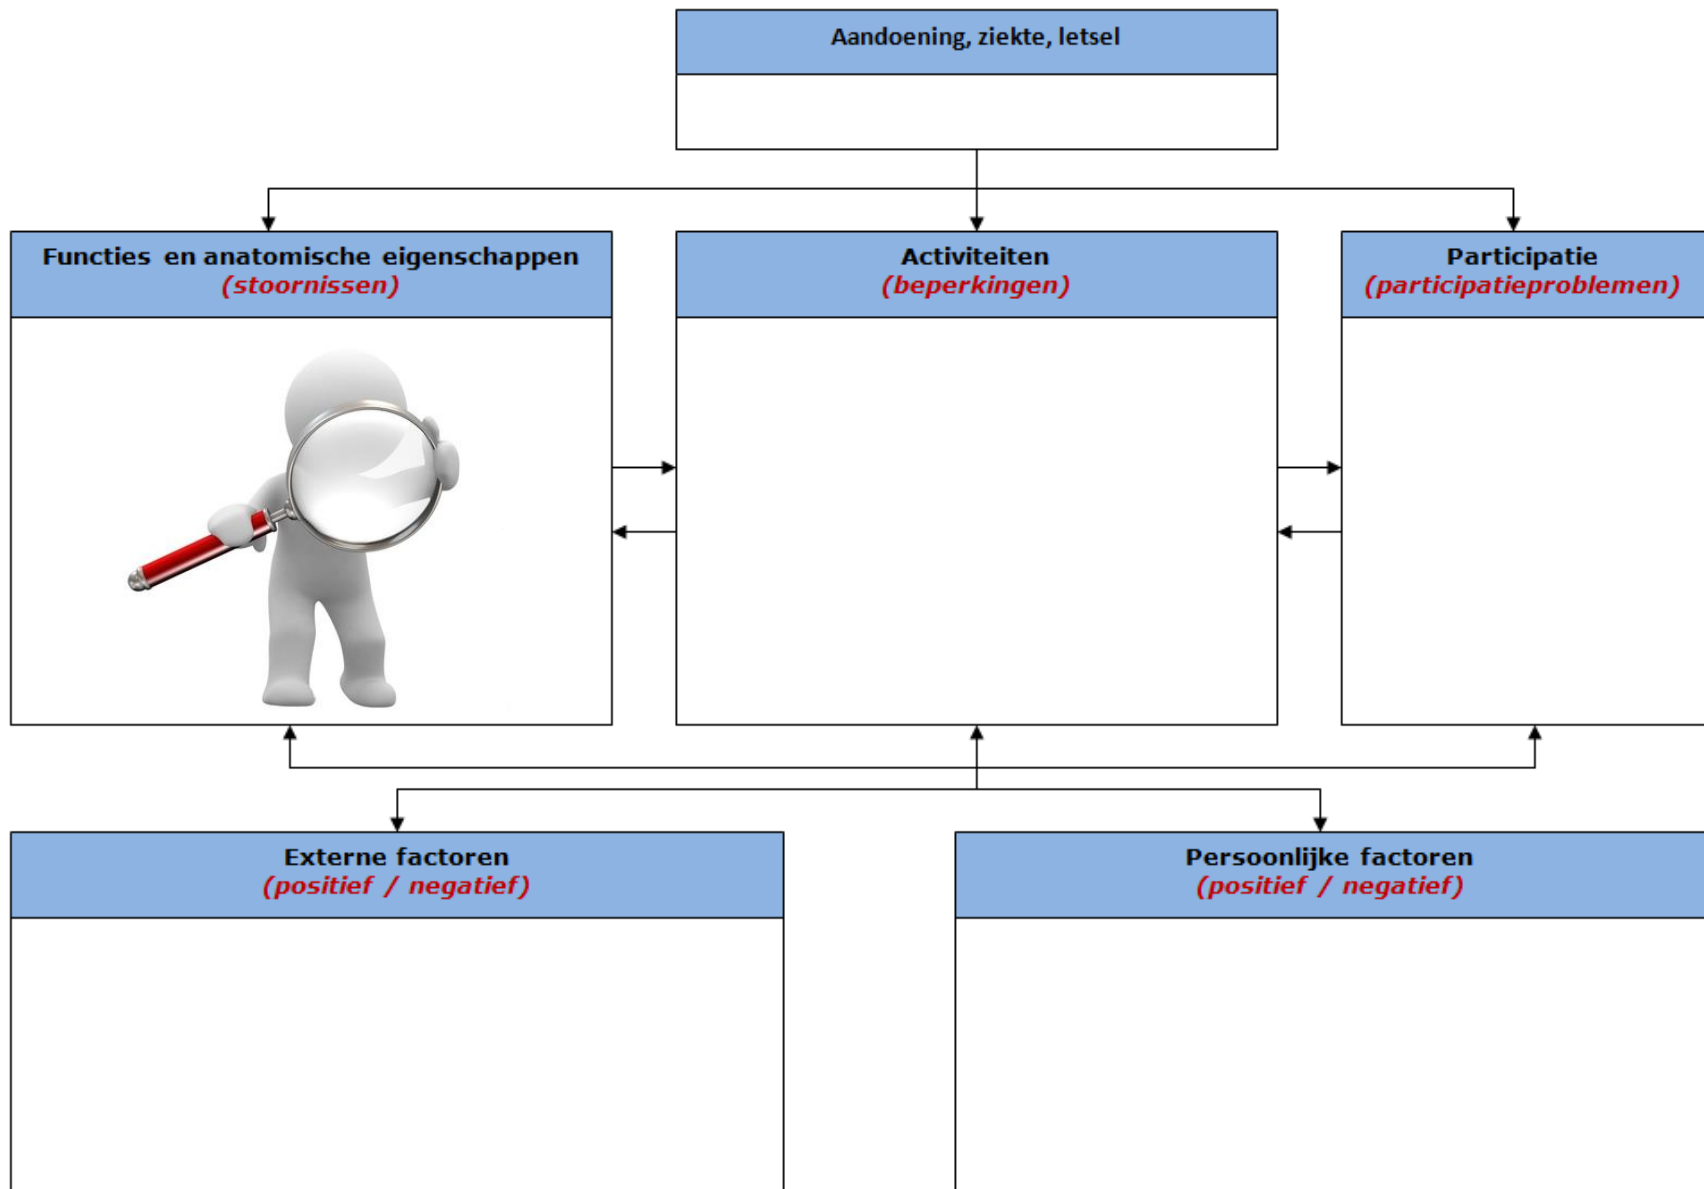 Aandoening, ziekte, letsel
Functies en anatomische eigenschappen
(stoornissen)
Activiteiten
(beperkingen)
Participatie
(participatieproblemen)
Externe factoren
(positief / negatief)
Persoonlijke factoren
(positief / negatief)